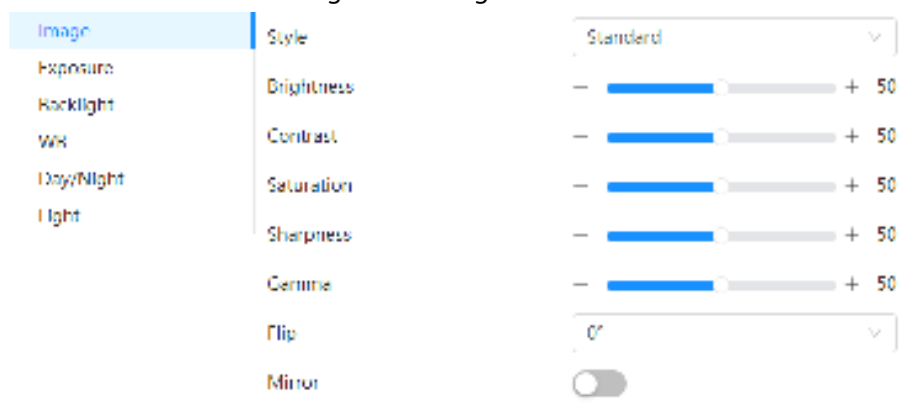 Image
Exposure
Backlight
WB
Day/Night
Light
Style Standard
Brightness − + 50
Contrast − + 50
Saturation − + 50
Sharpness − + 50
Gamma − + 50
Flip 0°
Mirror